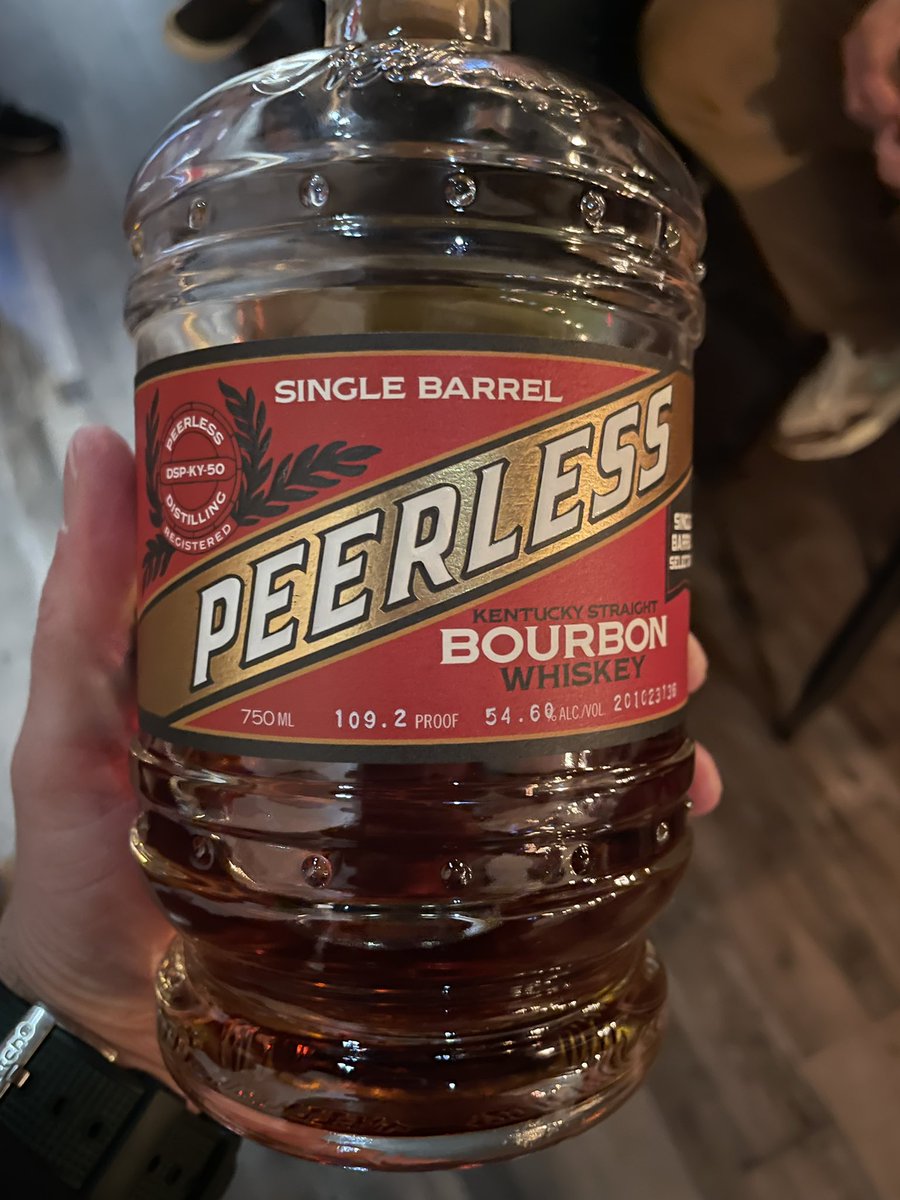 SINGLE BARREL
PEERLESS
DSP-KY-50
DISTILLING
REGISTERED
PEERLESS
KENTUCKY STRAIGHT
BOURBON
WHISKEY
750 ML 109.2 PROOF 54.60% ALC/VOL 201023136